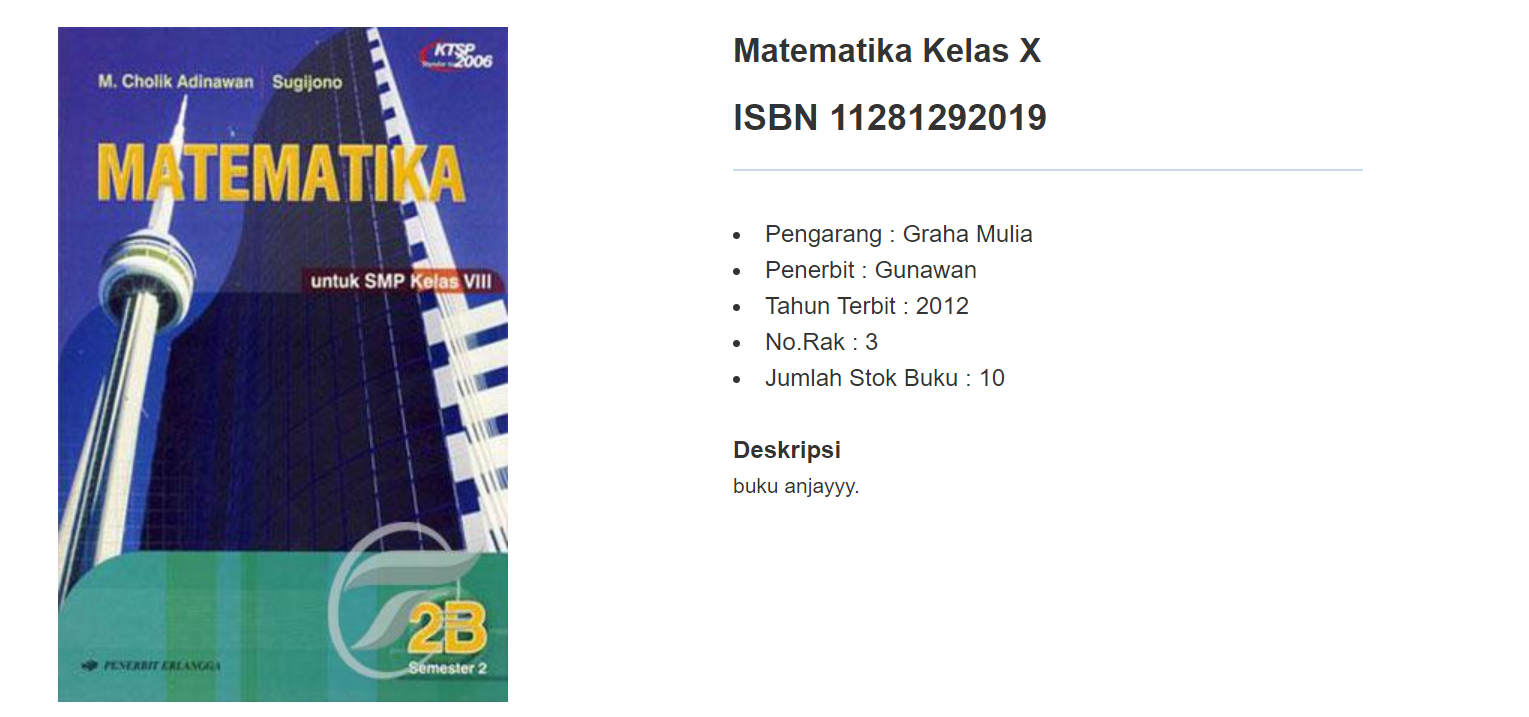 KTSP
2006
M. Cholik Adinawan Sugijono
MATEMATIKA
untuk SMP Kelas VIII
2B
Semester 2
PENERBIT ERLANGGA
Matematika Kelas X
ISBN 11281292019
Pengarang : Graha Mulia
Penerbit : Gunawan
Tahun Terbit : 2012
No.Rak : 3
Jumlah Stok Buku : 10
Deskripsi
buku anjayyy.